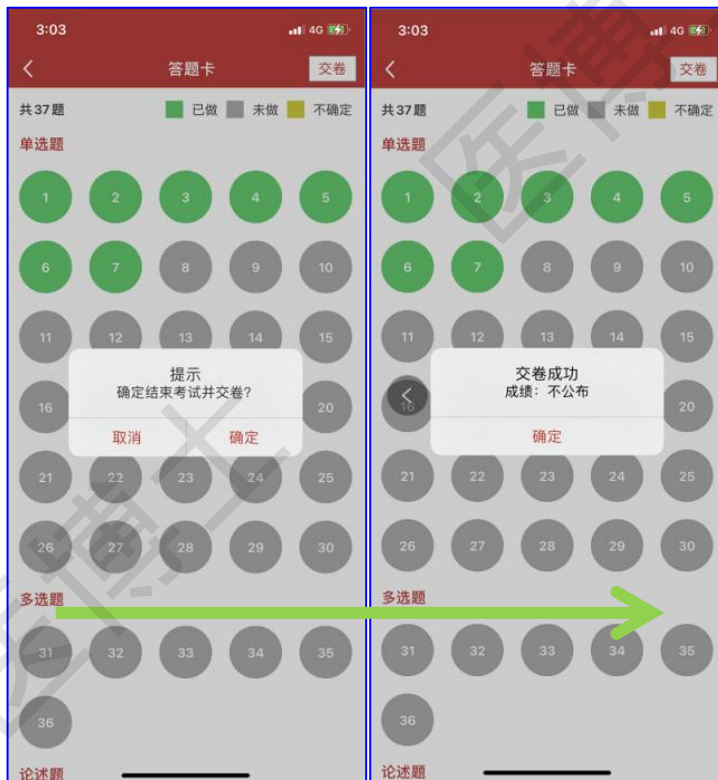 3:03
4G
答题卡
交卷
共37题
已做
未做
不确定
单选题
1 2 3 4 5
6 7 8 9 10
11 12 13 14 15
16
20
提示
确定结束考试并交卷?
取消
确定
21 22 23 24 25
26 27 28 29 30
多选题
31 32 33 34 35
36
论述题
3:03
4G
答题卡
交卷
共37题
已做
未做
不确定
单选题
1 2 3 4 5
6 7 8 9 10
11 12 13 14 15
16
20
交卷成功
成绩：不公布
确定
21 22 23 24 25
26 27 28 29 30
多选题
31 32 33 34 35
36
论述题
医博士
医博